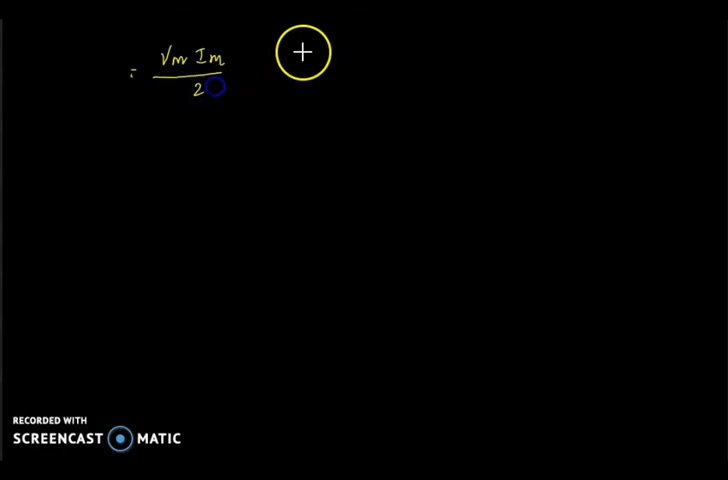 = Vm Im
2
RECORDED WITH
SCREENCAST MATIC